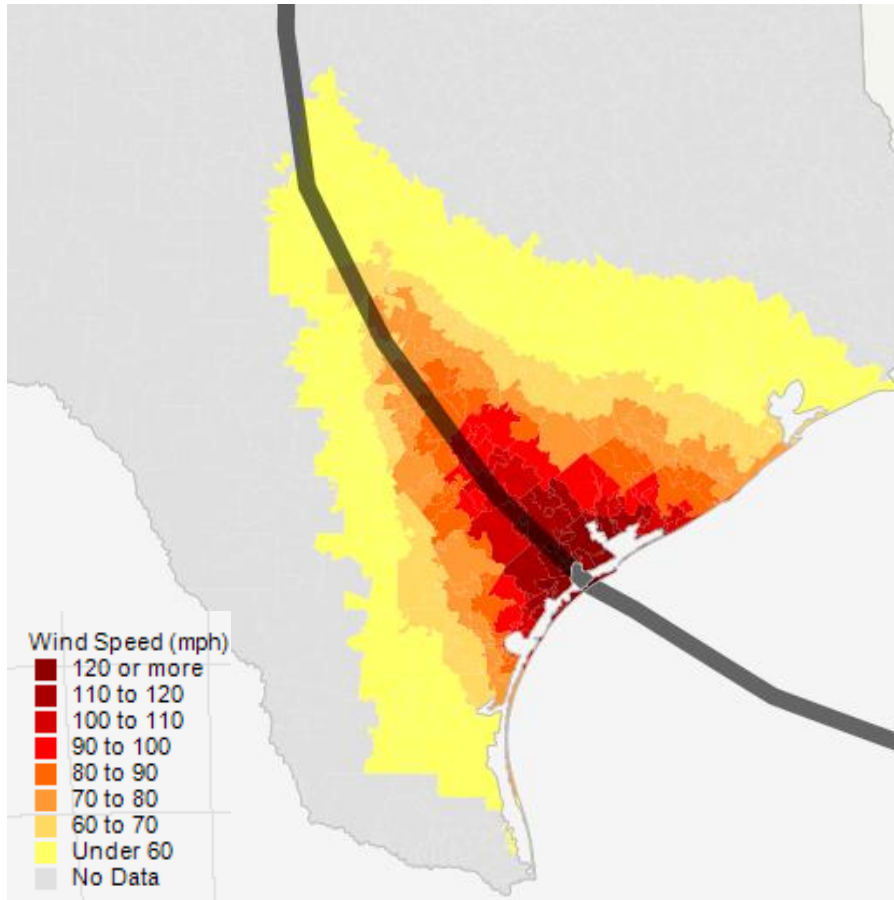 Wind Speed (mph)
120 or more
110 to 120
100 to 110
90 to 100
80 to 90
70 to 80
60 to 70
Under 60
No Data